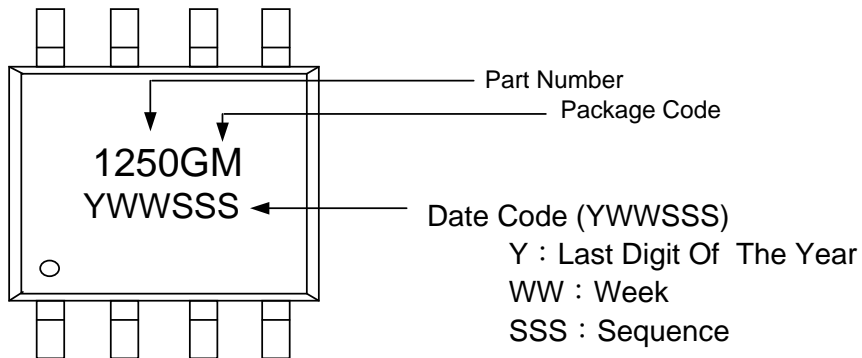 Part Number
Package Code
1250GM
YWWSSS
Date Code (YWWSSS)
Y：Last Digit Of The Year
WW：Week
SSS：Sequence